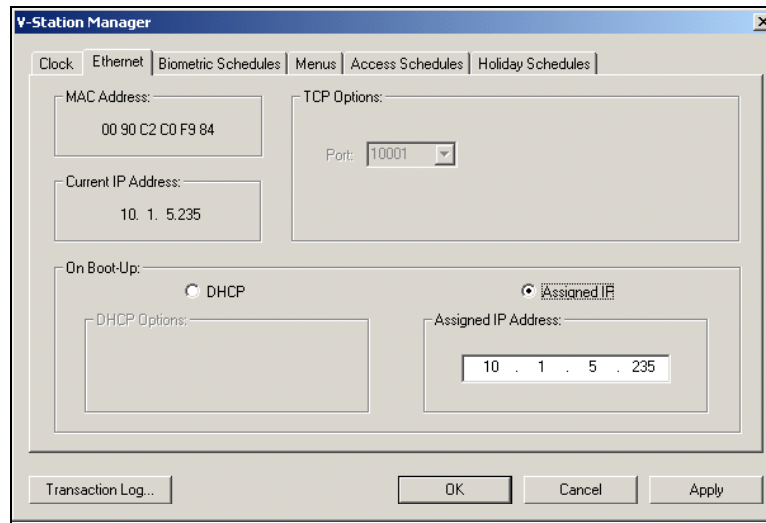 V-Station Manager
Clock Ethernet Biometric Schedules Menus Access Schedules Holiday Schedules
MAC Address:
00 90 C2 C0 F9 84
TCP Options:
Port: 10001
Current IP Address:
10. 1. 5.235
On Boot-Up:
DHCP
Assigned IP
DHCP Options:
Assigned IP Address:
10 . 1 . 5 . 235
Transaction Log... OK Cancel Apply